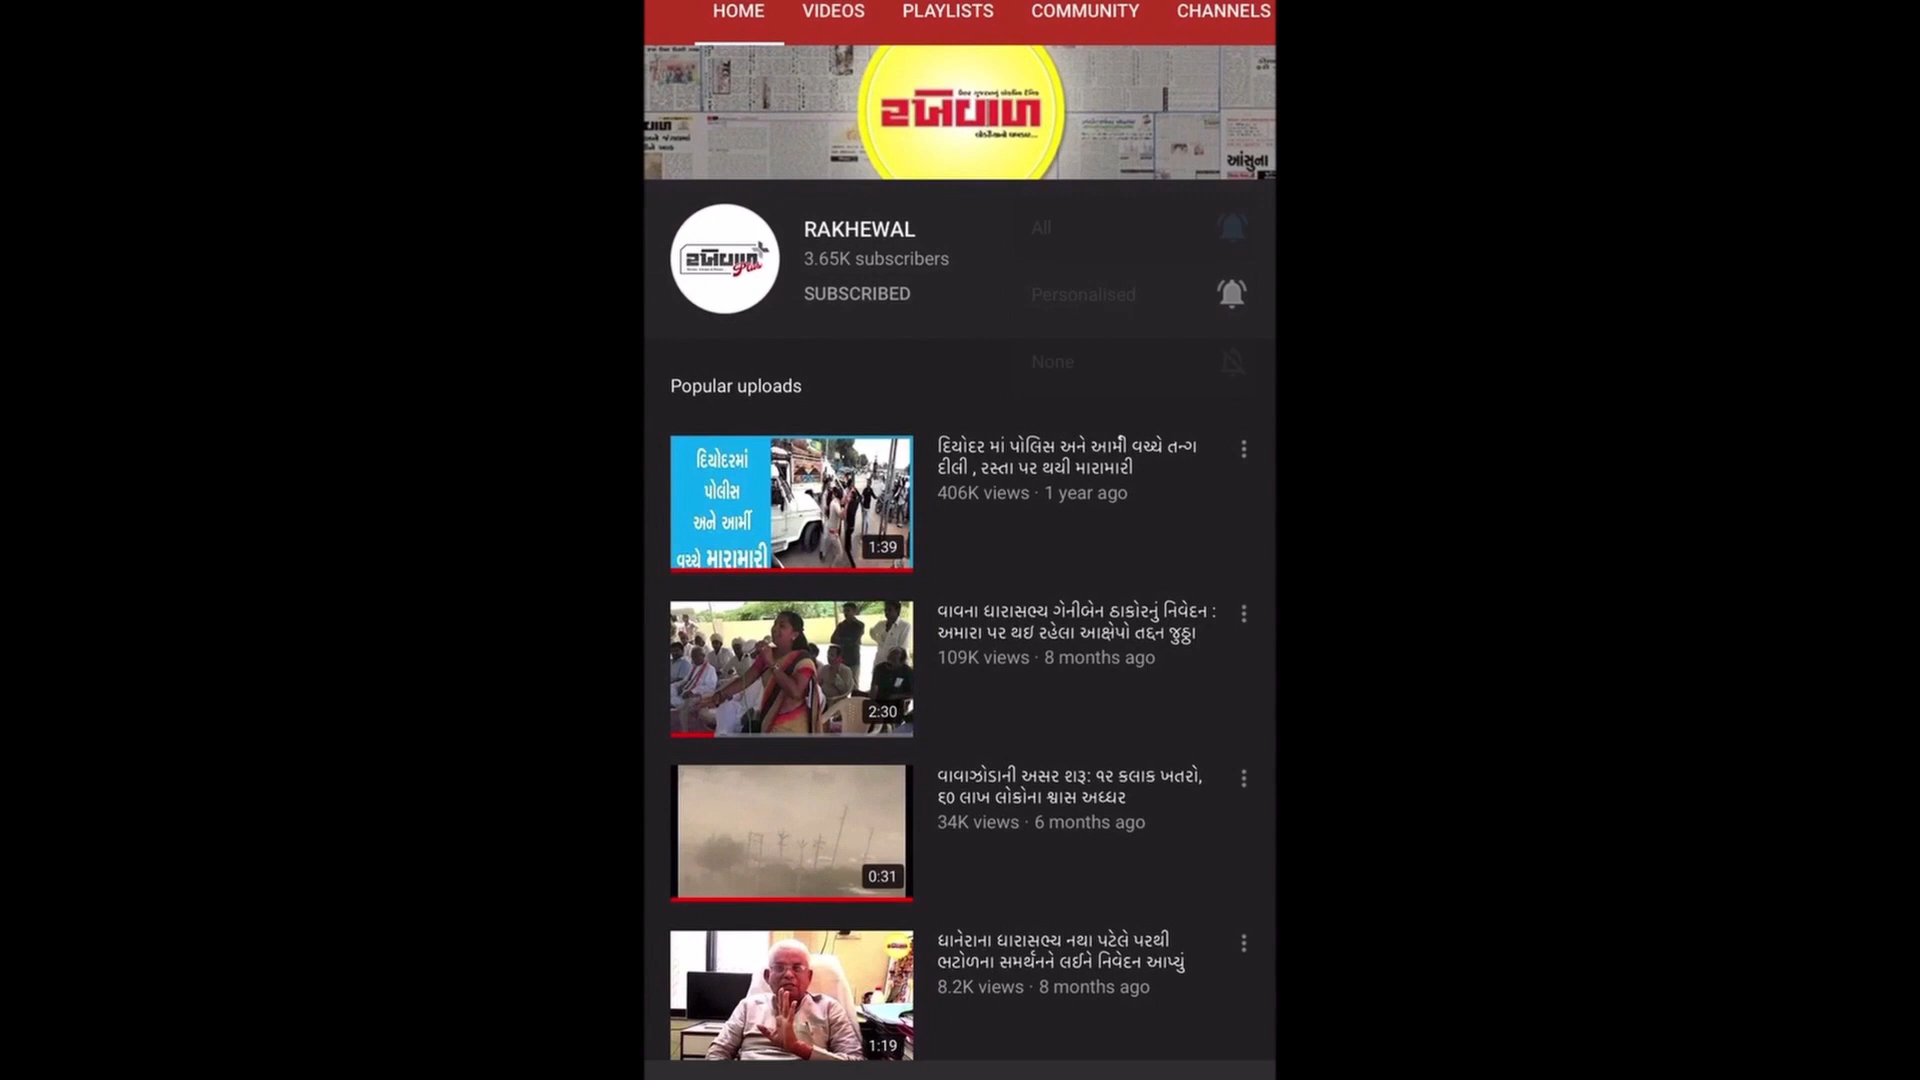 HOME VIDEOS PLAYLISTS COMMUNITY CHANNELS
રખેવાળ
આંસુના
રખેવાળ
Plus
RAKHEWAL
3.65K subscribers
SUBSCRIBED
All
Personalised
None
Popular uploads
દિયોદરમાં
પોલીસ
અને આર્મી
વચ્ચે મારામારી
1:39
દિયોદર માં પોલિસ અને આર્મી વચ્ચે તન્ગ
દીલી , રસ્તા પર થયી મારામારી
406K views · 1 year ago
2:30
વાવના ધારાસભ્ય ગેનીબેન ઠાકોરનું નિવેદન :
અમારા પર થઇ રહેલા આક્ષેપો તદ્દન જુઠ્ઠા
109K views · 8 months ago
0:31
વાવાઝોડાની અસર શરૂ: ૧૨ કલાક ખતરો,
૬૦ લાખ લોકોના શ્વાસ અધ્ધર
34K views · 6 months ago
1:19
ધાનેરાના ધારાસભ્ય નથા પટેલે પરથી
ભટોળના સમર્થનને લઈને નિવેદન આપ્યું
8.2K views · 8 months ago